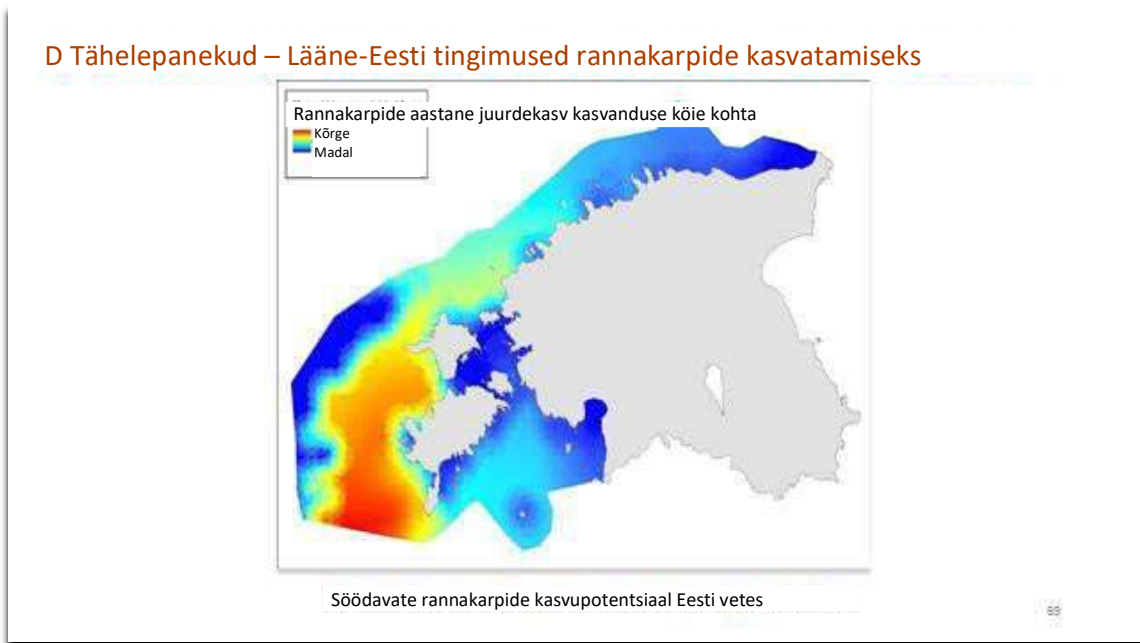 D Tähelepanekud – Lääne-Eesti tingimused rannakarpide kasvatamiseks
Rannakarpide aastane juurdekasv kasvanduse köie kohta
Kõrge
Madal
Söödavate rannakarpide kasvupotentsiaal Eesti vetes